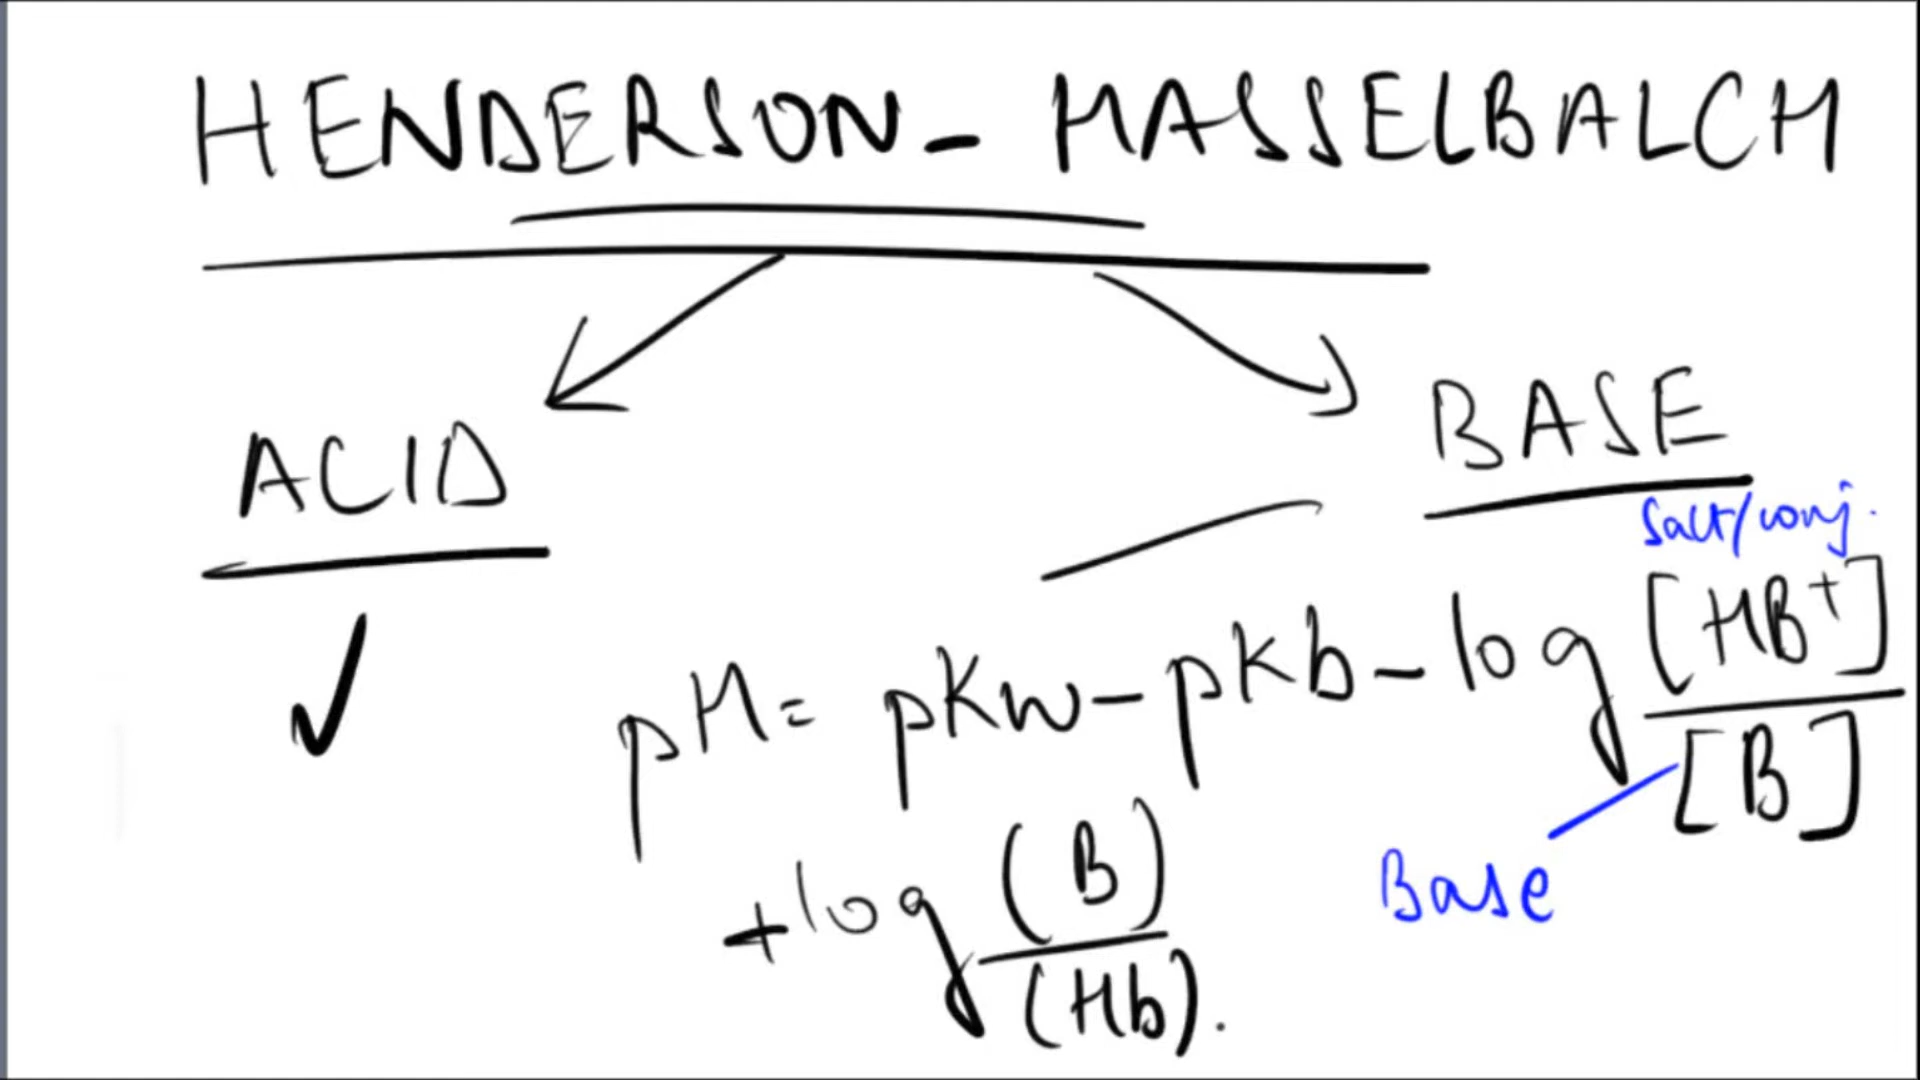 HENDERSON - HASSELBALCH
ACID
BASE
Salt/conj.
pH = pKw - pKb - log [HB+]
[B]
Base
+ log (B)
(Hb).